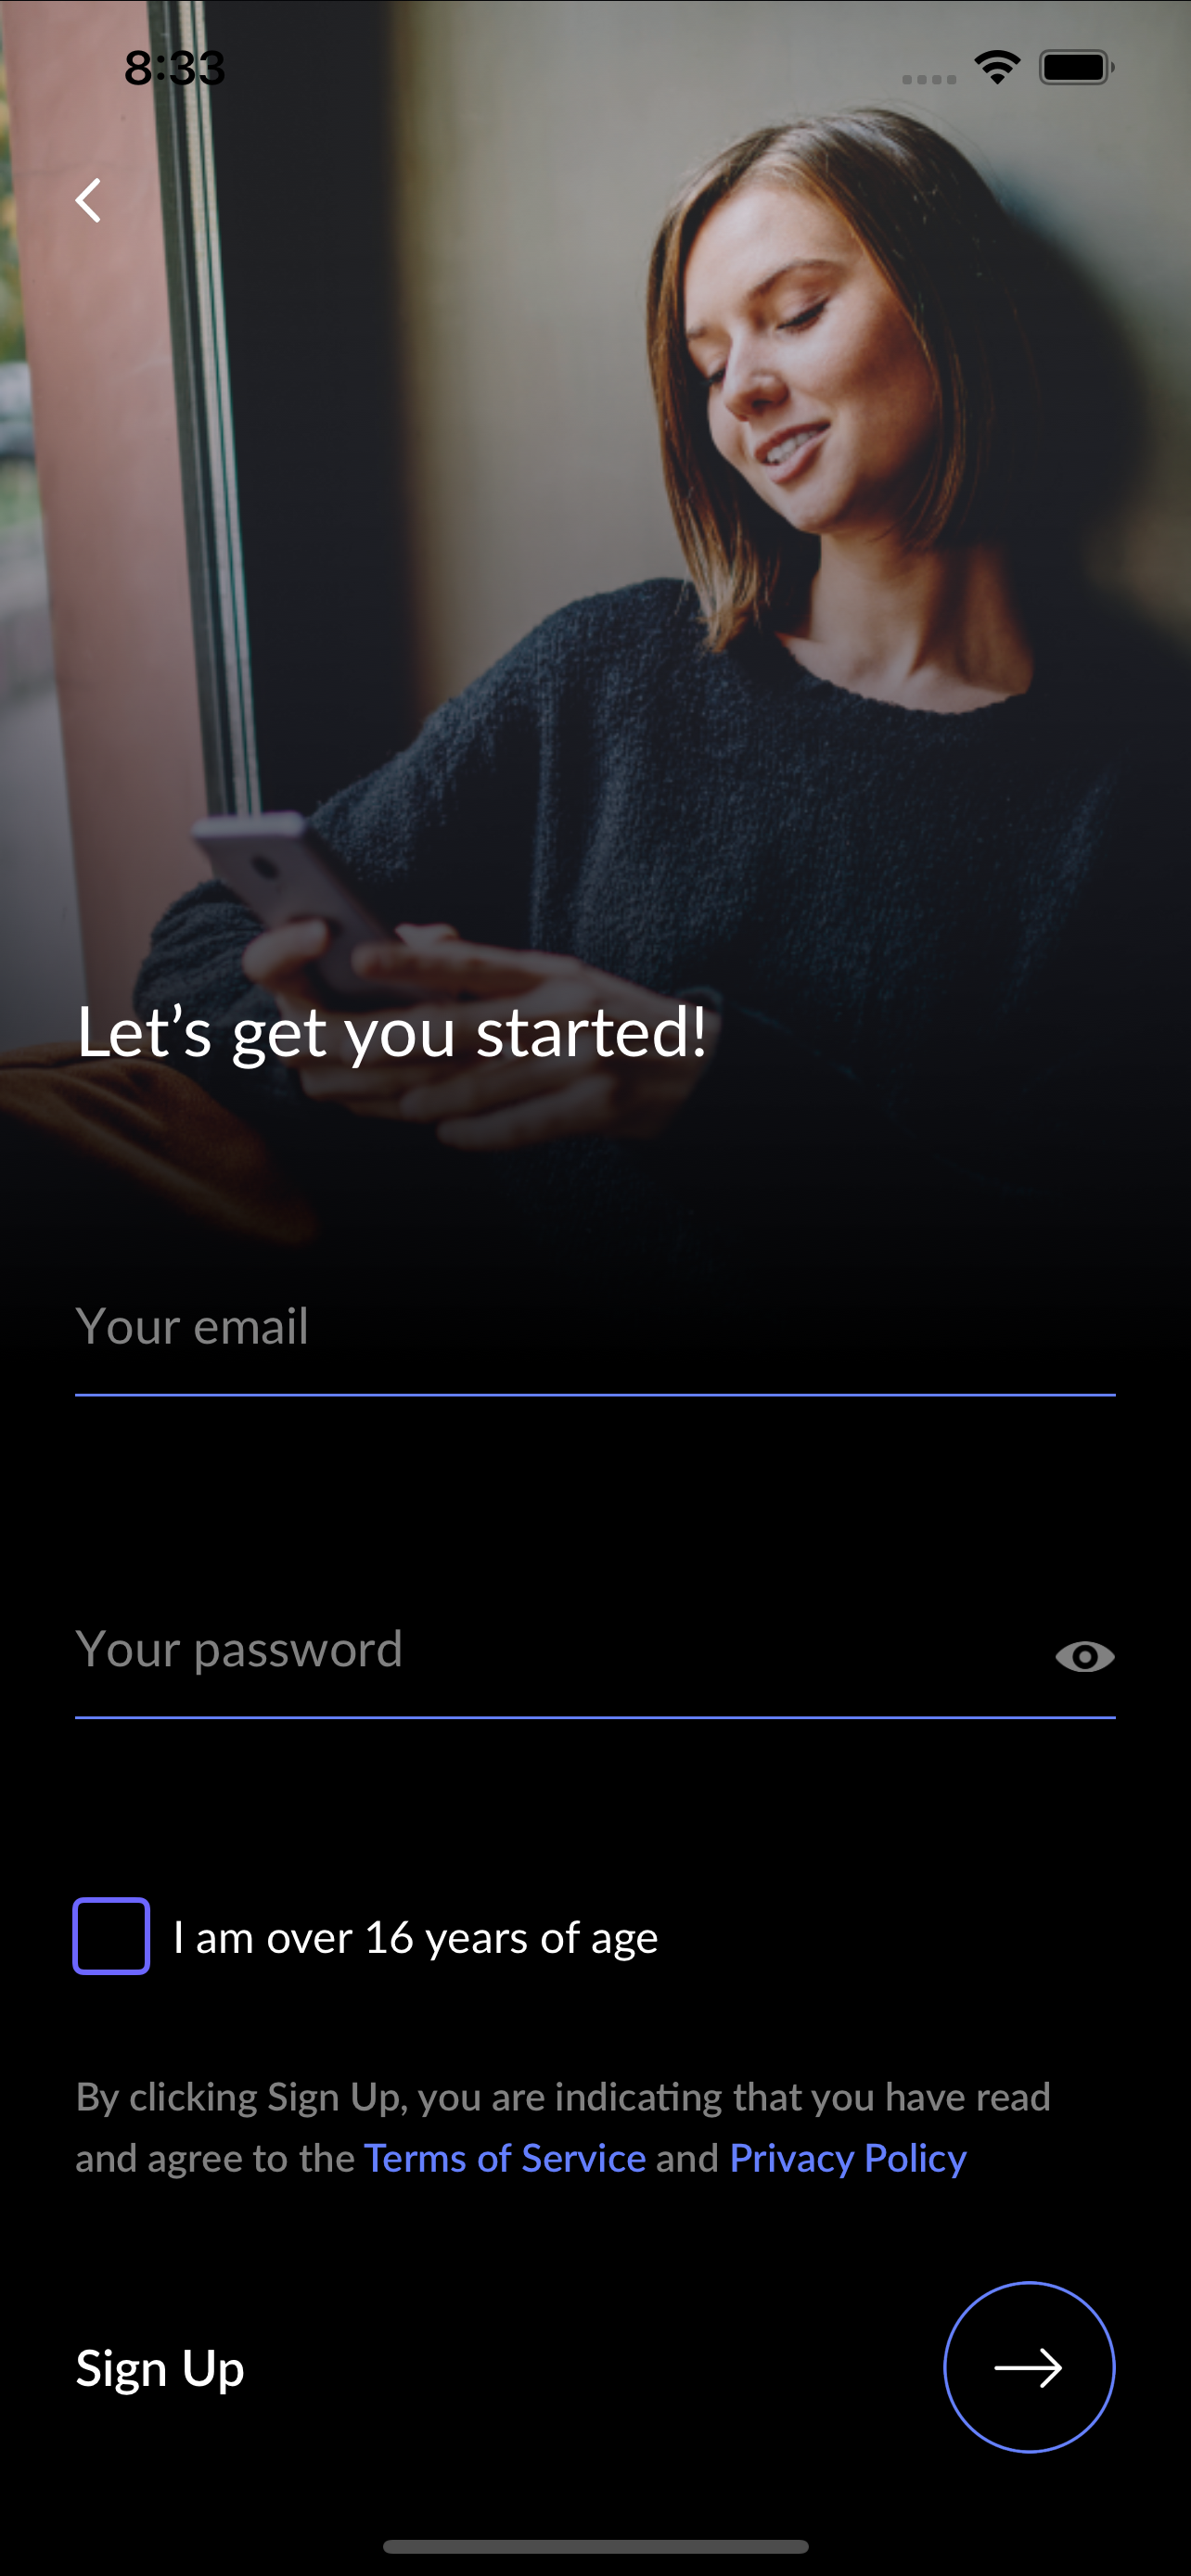 8:33
Let’s get you started!
Your email
Your password
I am over 16 years of age
By clicking Sign Up, you are indicating that you have read
and agree to the Terms of Service and Privacy Policy
Sign Up